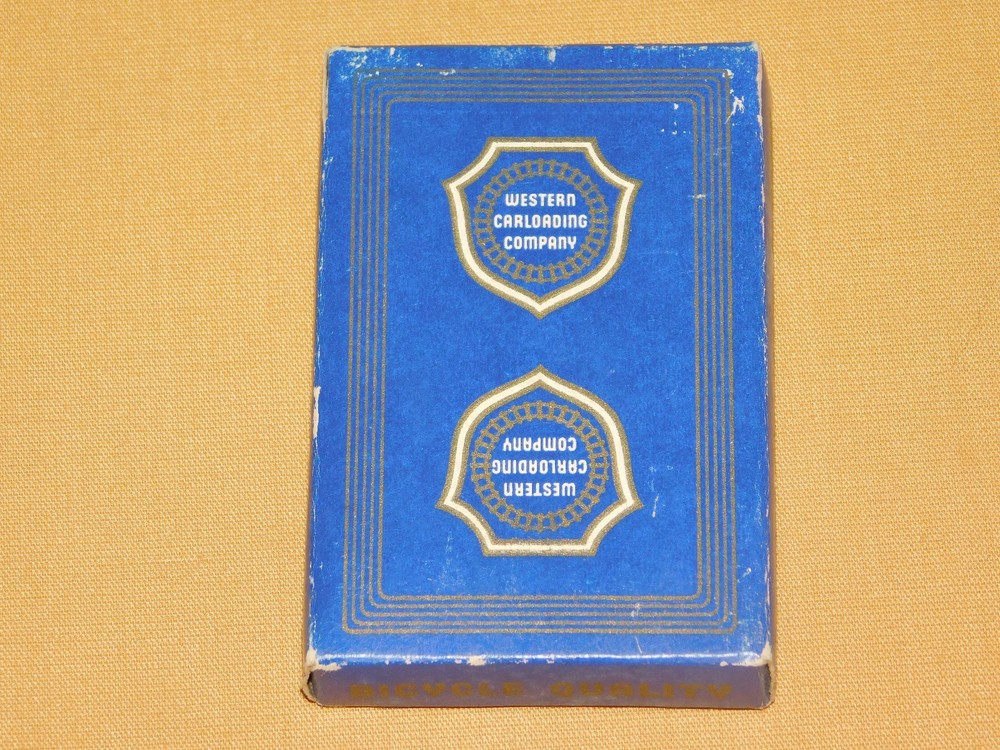 WESTERN
CARLOADING
COMPANY
WESTERN
CARLOADING
COMPANY
BICYCLE QUALITY